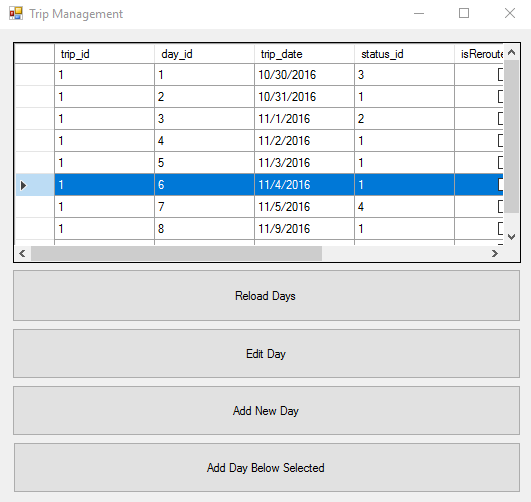 Trip Management
trip_id day_id trip_date status_id isReroute
1 1 10/30/2016 3
1 2 10/31/2016 1
1 3 11/1/2016 2
1 4 11/2/2016 1
1 5 11/3/2016 1
1 6 11/4/2016 1
1 7 11/5/2016 4
1 8 11/9/2016 1
Reload Days
Edit Day
Add New Day
Add Day Below Selected